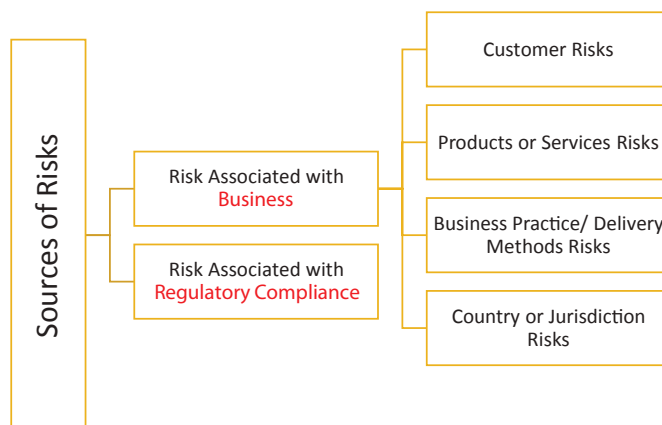 Sources of Risks
Risk Associated with
Business
Risk Associated with
Regulatory Compliance
Customer Risks
Products or Services Risks
Business Practice/ Delivery
Methods Risks
Country or Jurisdiction
Risks